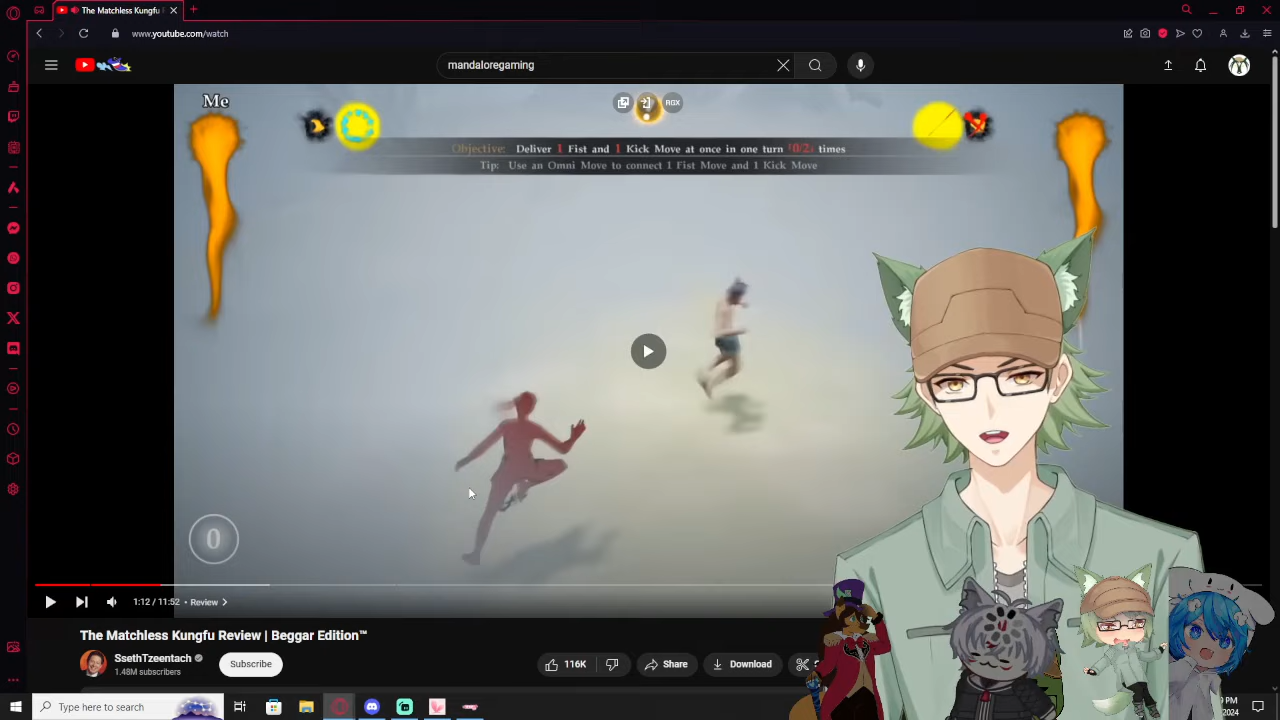 The Matchless Kungfu
www.youtube.com/watch
mandaloregaming
Me
RGX
Objective: Deliver 1 Fist and 1 Kick Move at once in one turn (0/2) times
Tip: Use an Omni Move to connect 1 Fist Move and 1 Kick Move
0
1:12 / 11:52 • Review
The Matchless Kungfu Review | Beggar Edition™
SsethTzeentach
1.48M subscribers
Subscribe
116K
Share
Download
Type here to search
PM
2024